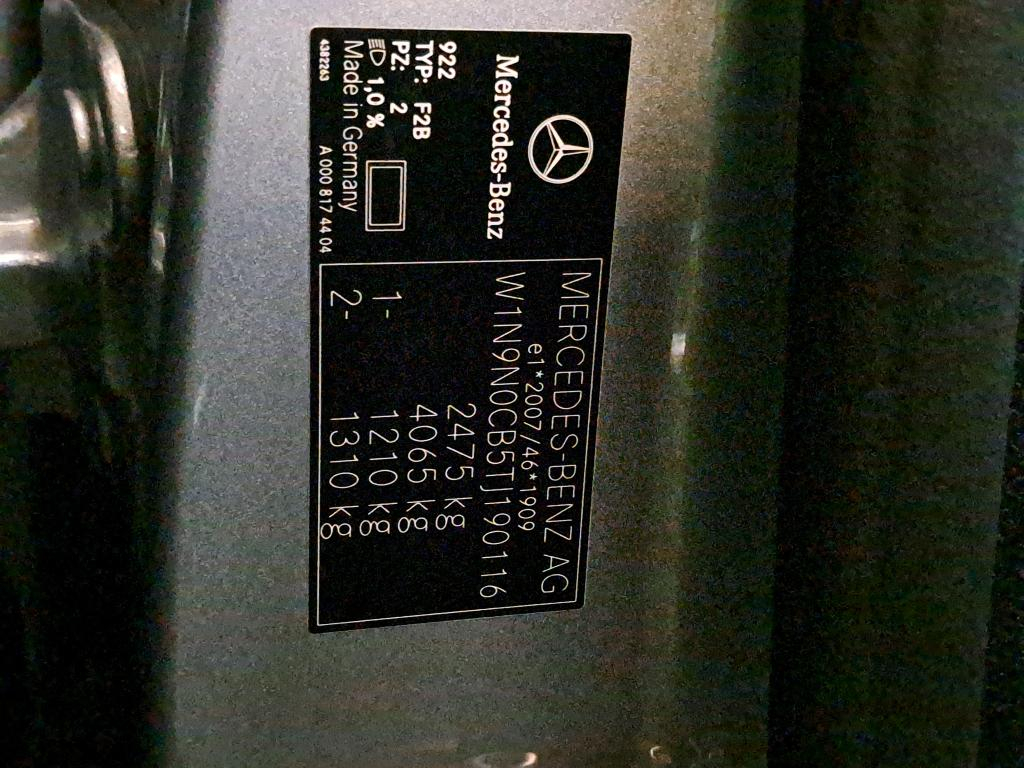 Mercedes-Benz
922
TYP: F2B
PZ: 2
1,0 %
Made in Germany
4382263
A 000 817 44 04
MERCEDES-BENZ AG
e1*2007/46*1909
W1N9N0CB5TJ190116
2475 kg
4065 kg
1- 1210 kg
2- 1310 kg